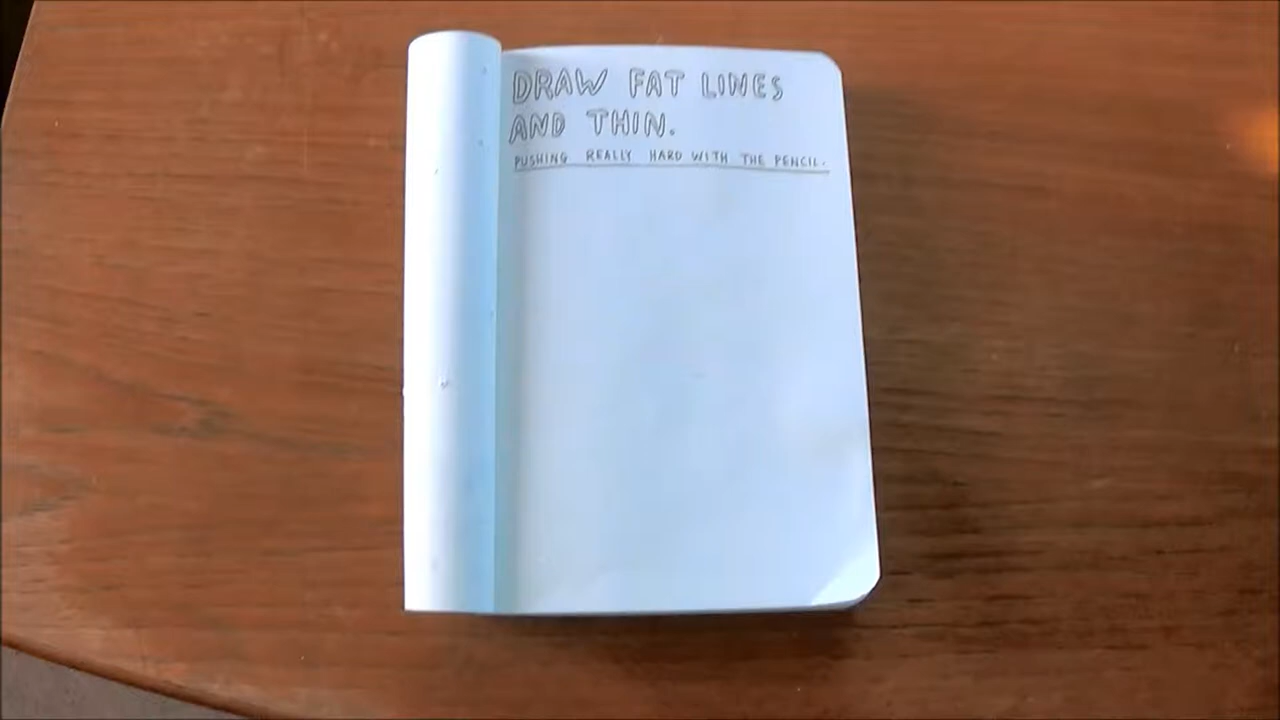 DRAW FAT LINES
AND THIN.
PUSHING REALLY HARD WITH THE PENCIL.